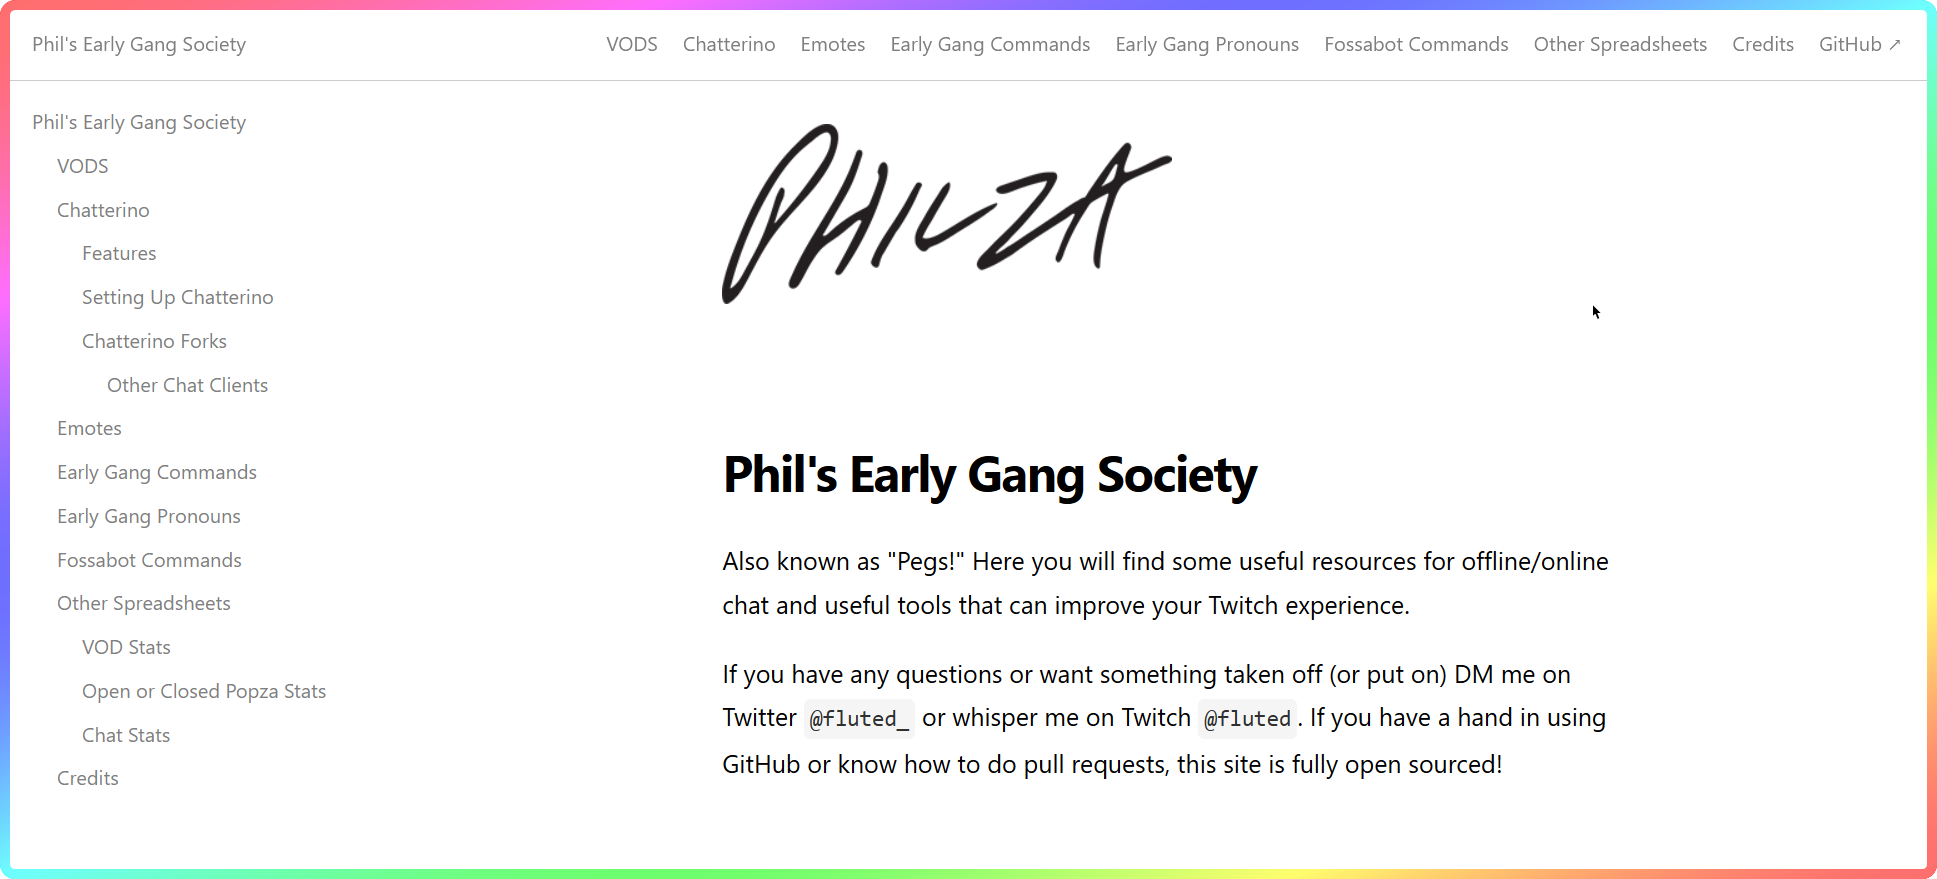 Phil's Early Gang Society
VODS Chatterino Emotes Early Gang Commands Early Gang Pronouns Fossabot Commands Other Spreadsheets Credits GitHub ↗
Phil's Early Gang Society
VODS
Chatterino
Features
Setting Up Chatterino
Chatterino Forks
Other Chat Clients
Emotes
Early Gang Commands
Early Gang Pronouns
Fossabot Commands
Other Spreadsheets
VOD Stats
Open or Closed Popza Stats
Chat Stats
Credits
PHILZA
Phil's Early Gang Society
Also known as "Pegs!" Here you will find some useful resources for offline/online
chat and useful tools that can improve your Twitch experience.
If you have any questions or want something taken off (or put on) DM me on
Twitter @fluted_ or whisper me on Twitch @fluted. If you have a hand in using
GitHub or know how to do pull requests, this site is fully open sourced!